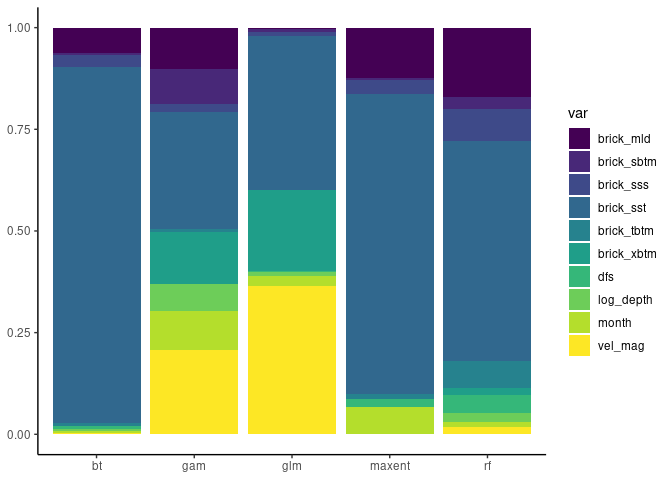 1.00
0.75
0.50
0.25
0.00
bt gam glm maxent rf
var
brick_mld
brick_sbtm
brick_sss
brick_sst
brick_tbtm
brick_xbtm
dfs
log_depth
month
vel_mag